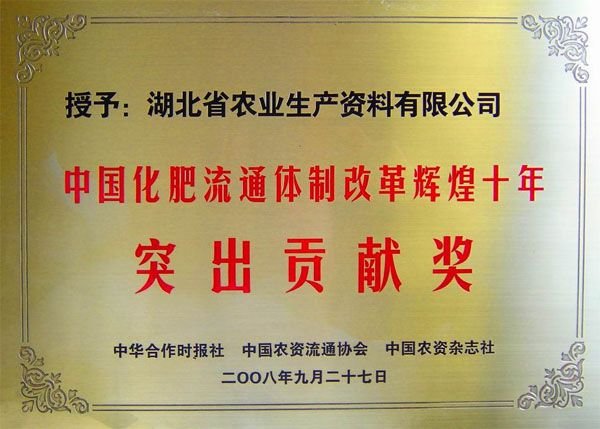 授予：湖北省农业生产资料有限公司
中国化肥流通体制改革辉煌十年
突出贡献奖
中华合作时报社 中国农资流通协会 中国农资杂志社
二〇〇八年九月二十七日